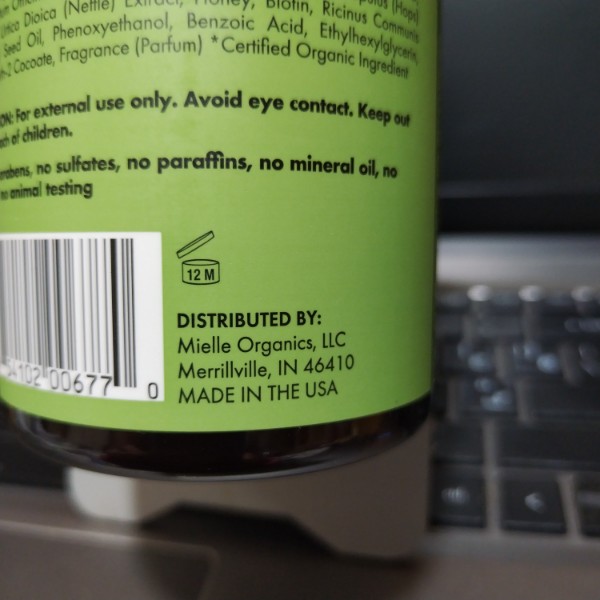 Urtica Dioica (Nettle) Extract, Honey, Biotin, Ricinus Communis
Seed Oil, Phenoxyethanol, Benzoic Acid, Ethylhexylglycerin,
Cocoate, Fragrance (Parfum) *Certified Organic Ingredient
For external use only. Avoid eye contact. Keep out
of children.
no sulfates, no paraffins, no mineral oil, no
no animal testing
12 M
DISTRIBUTED BY:
Mielle Organics, LLC
Merrillville, IN 46410
MADE IN THE USA
00677 0